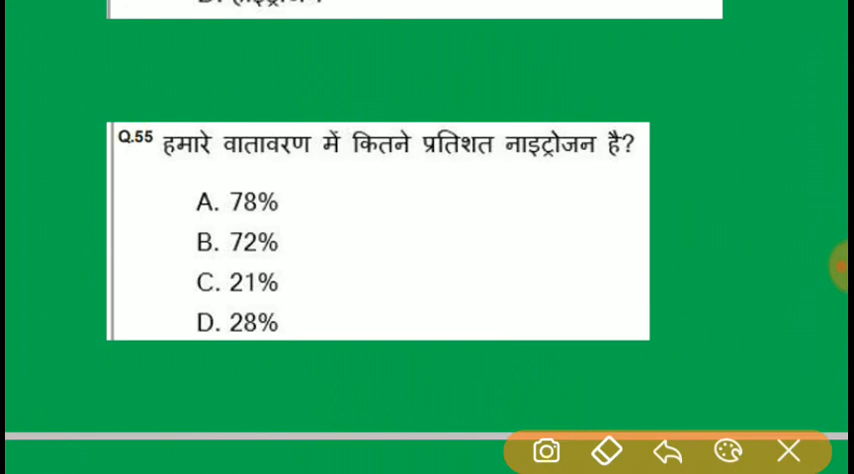 Q.55 हमारे वातावरण में कितने प्रतिशत नाइट्रोजन है?
A. 78%
B. 72%
C. 21%
D. 28%